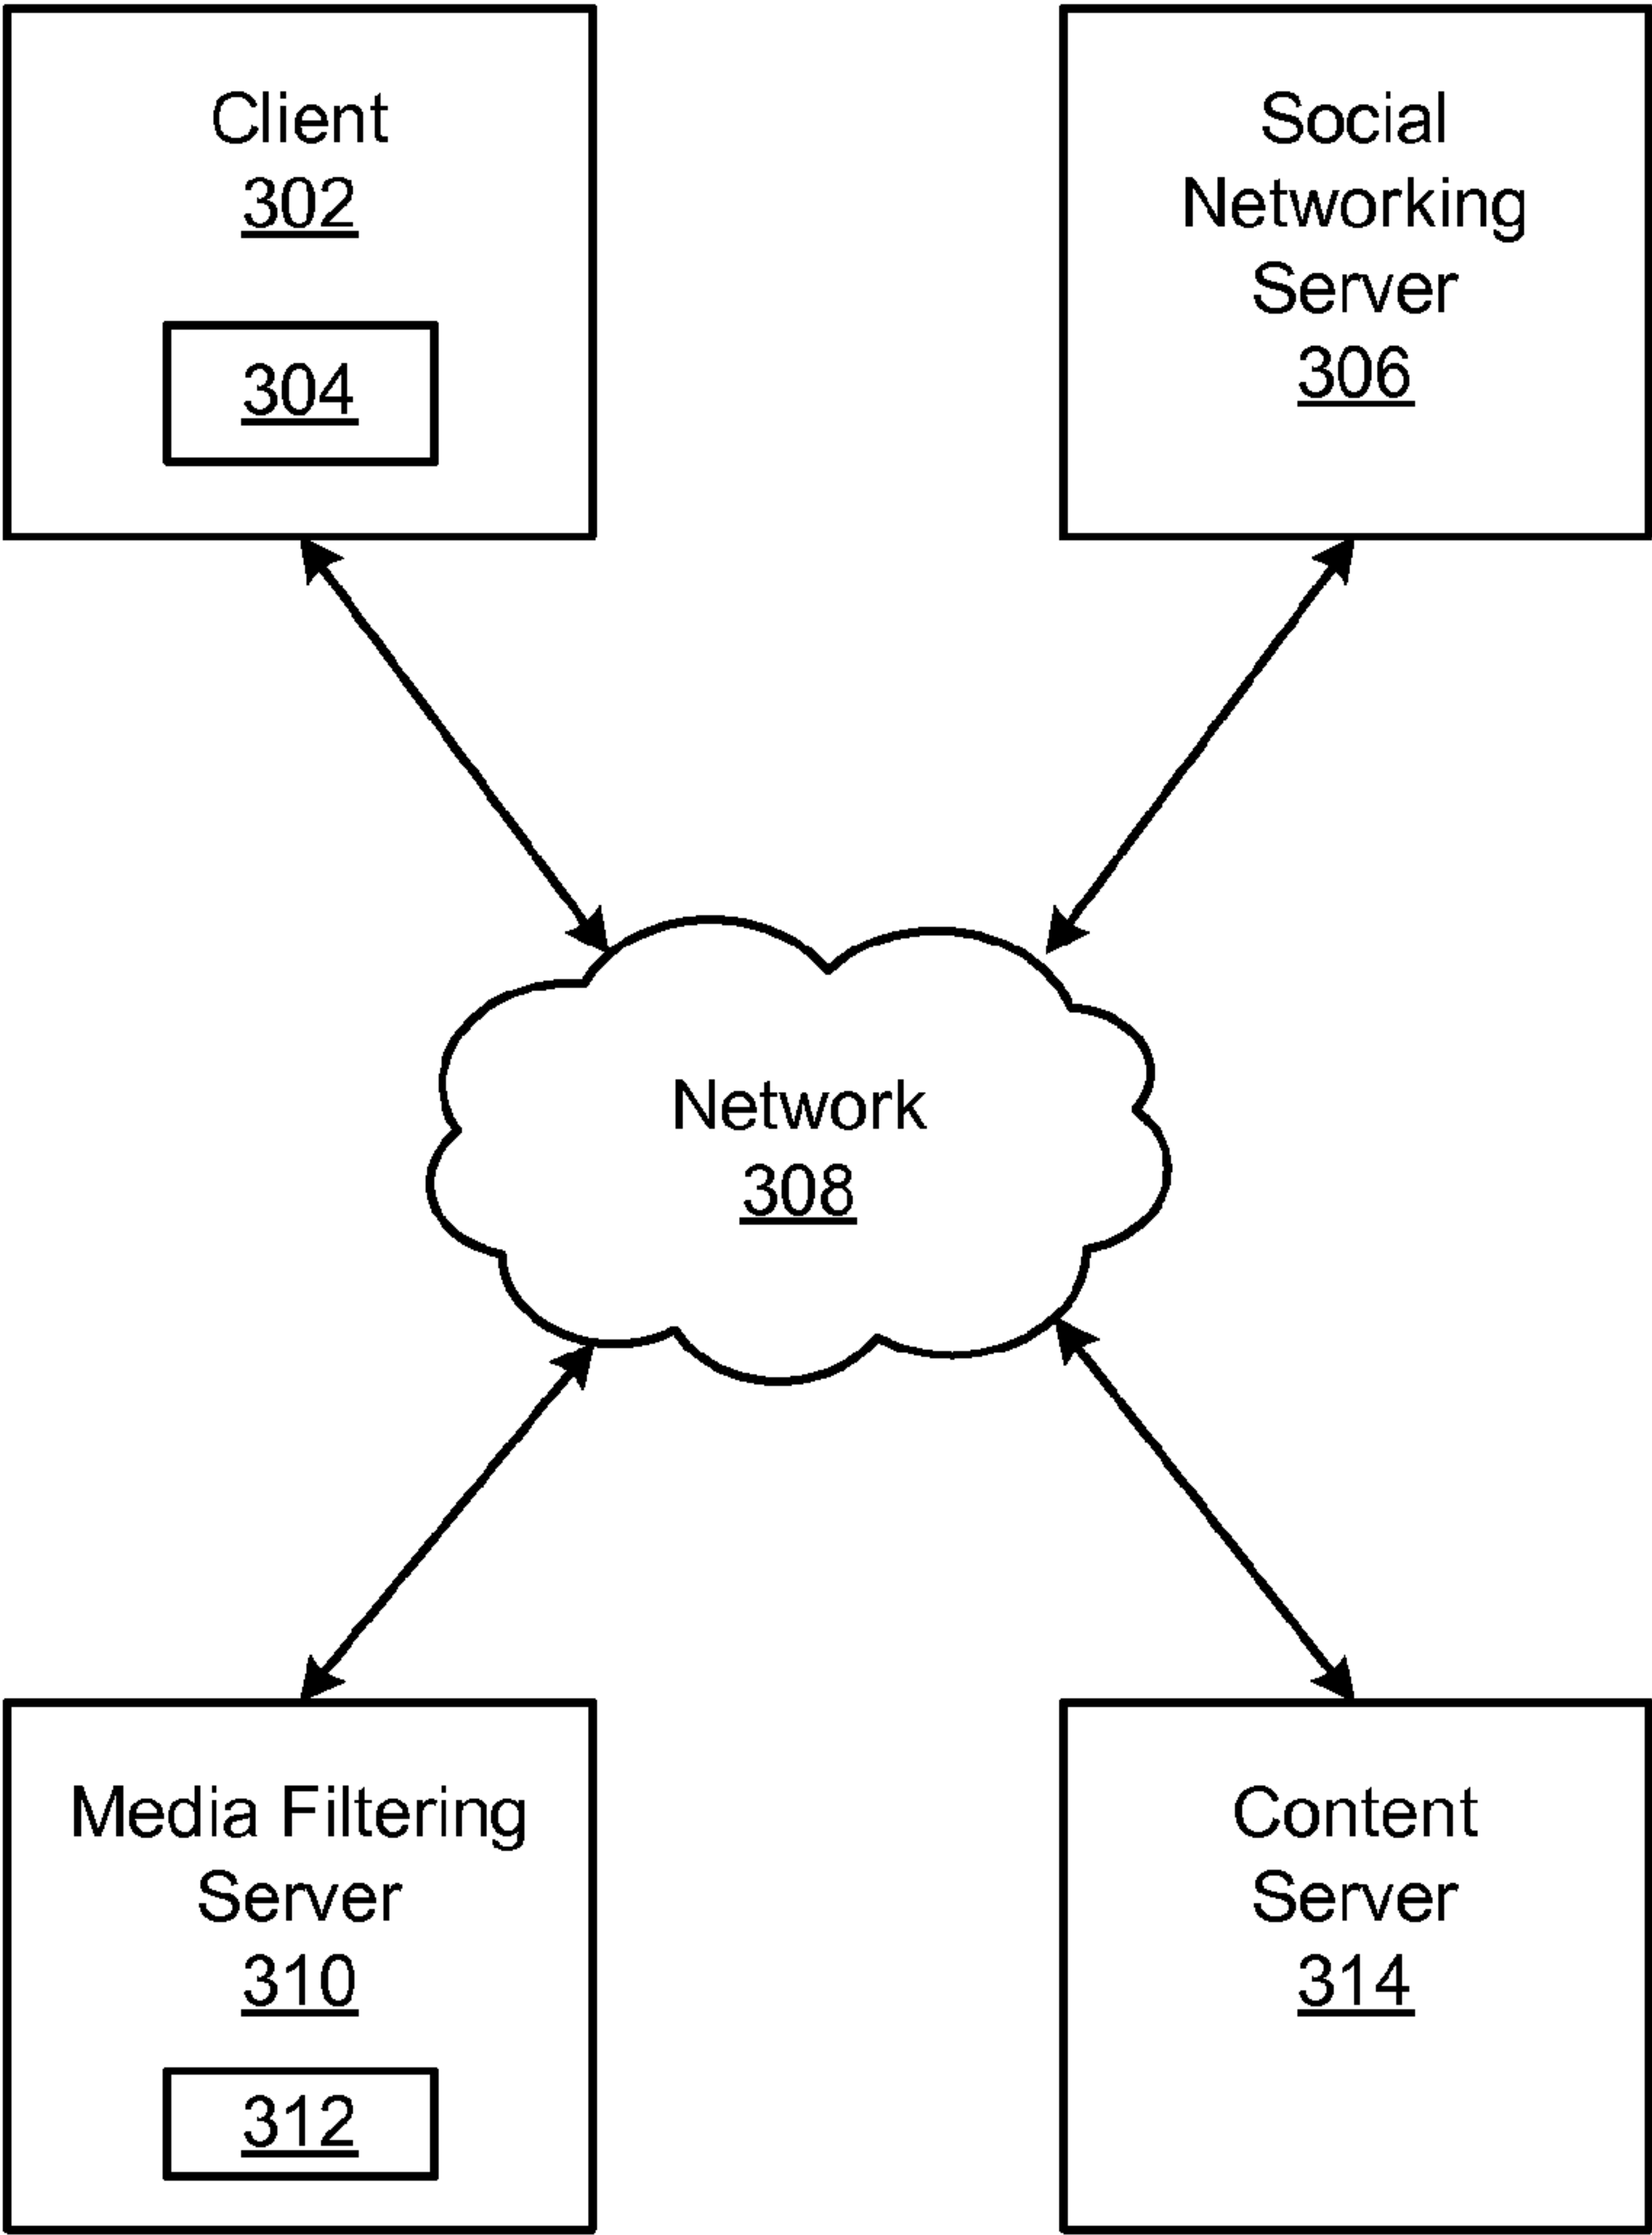 Client
302
304
Social
Networking
Server
306
Network
308
Media Filtering
Server
310
312
Content
Server
314